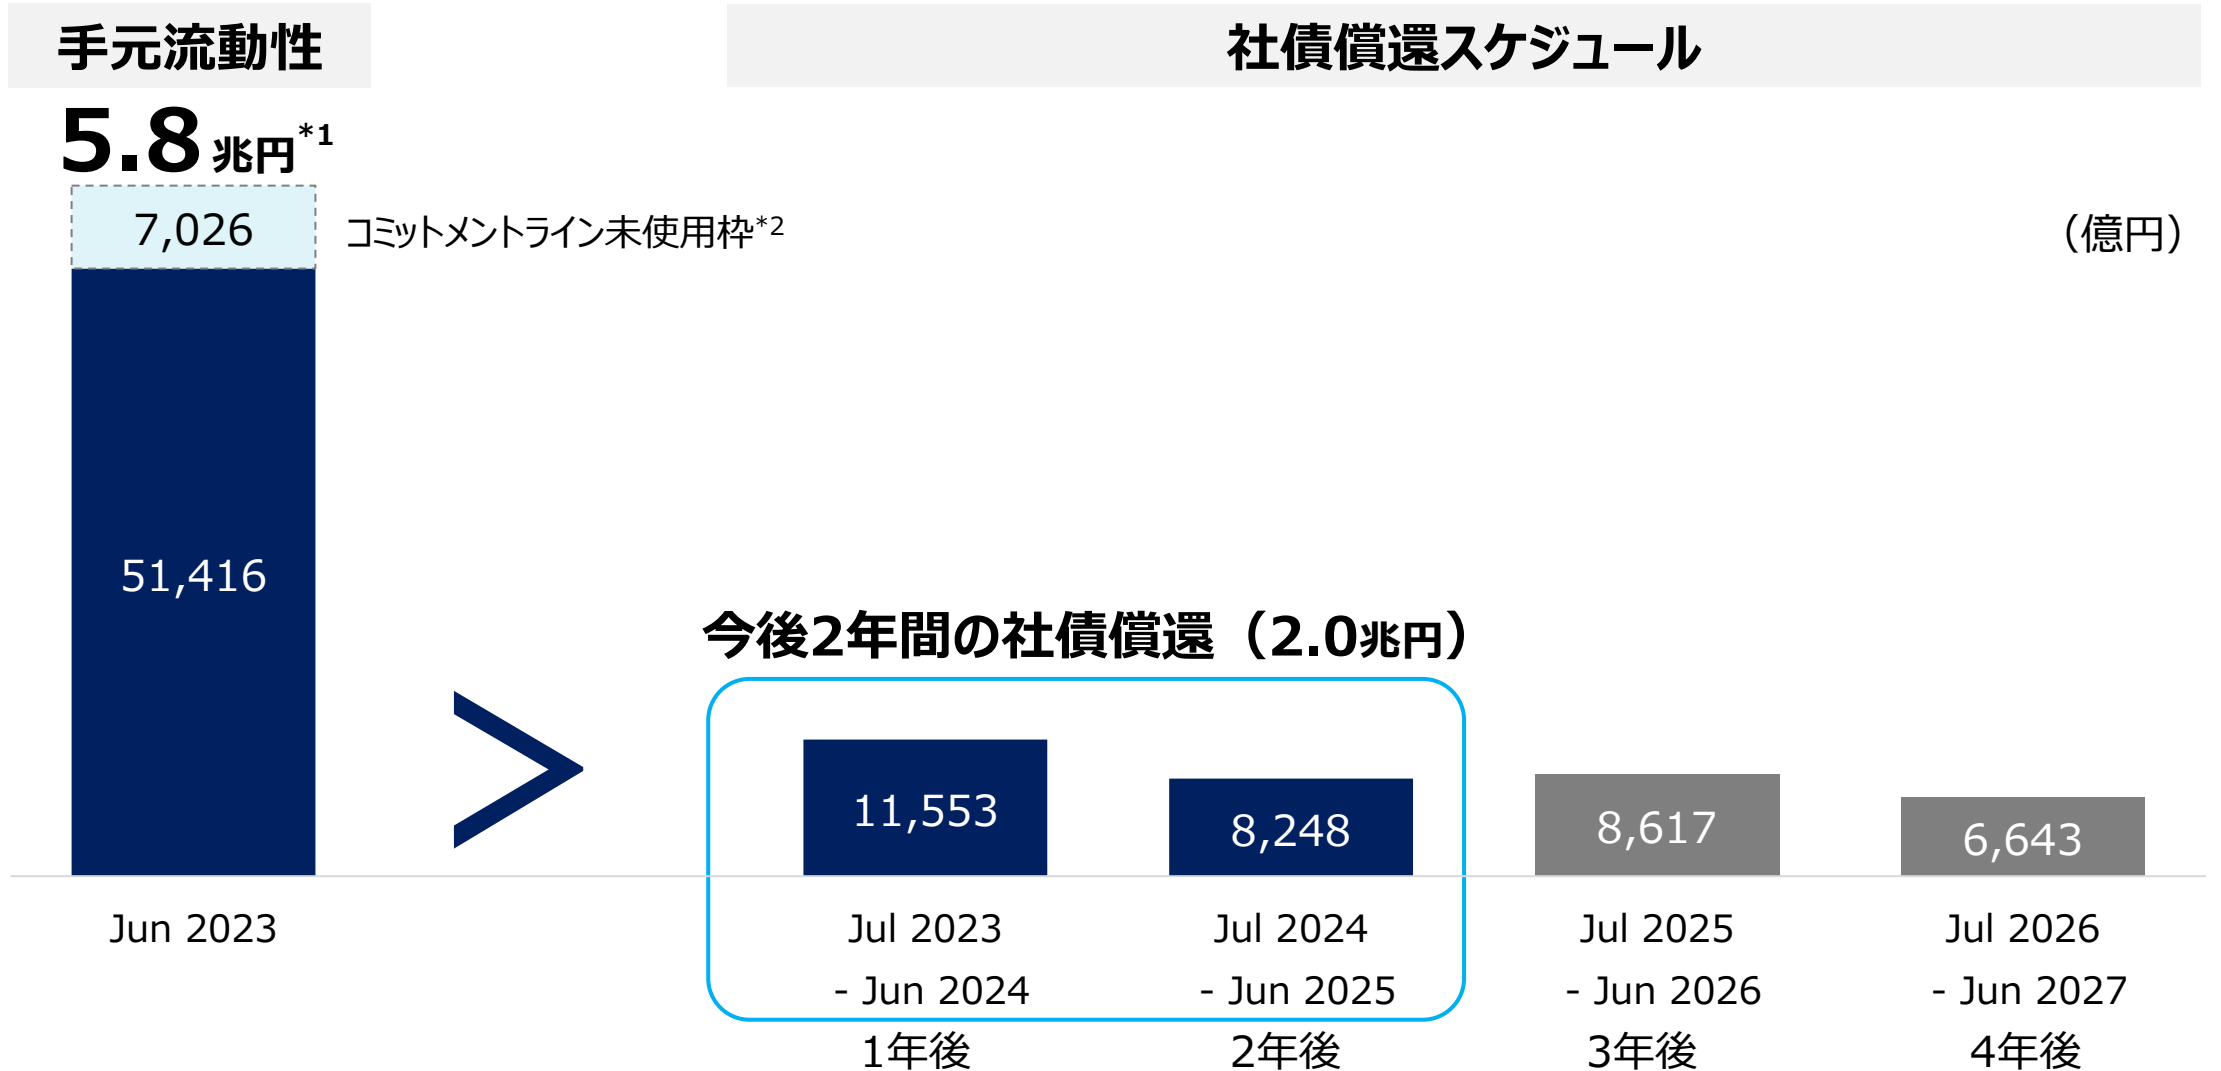 手元流動性
社債償還スケジュール
5.8兆円*1
7,026
コミットメントライン未使用枠*2
（億円）
51,416
今後2年間の社債償還（2.0兆円）
11,553
8,248
8,617
6,643
Jun 2023
Jul 2023
- Jun 2024
1年後
Jul 2024
- Jun 2025
2年後
Jul 2025
- Jun 2026
3年後
Jul 2026
- Jun 2027
4年後